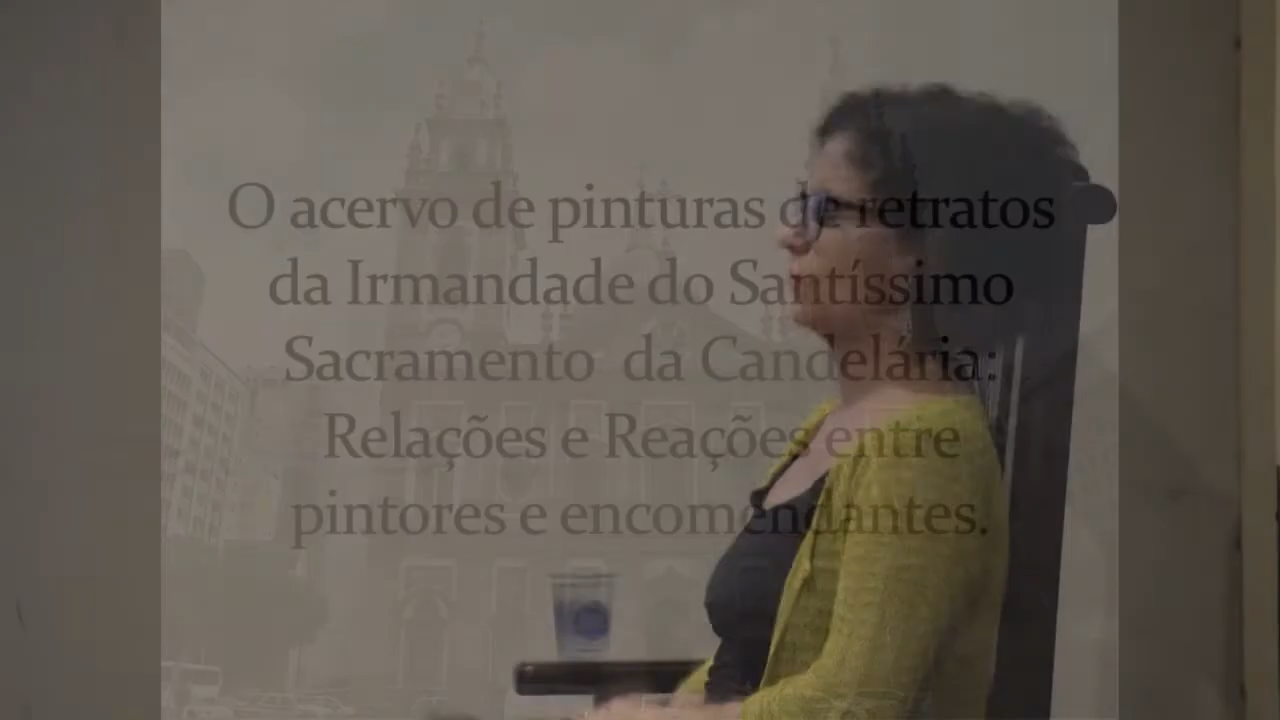 O acervo de pinturas de retratos
da Irmandade do Santíssimo
Sacramento da Candelária:
Relações e Reações entre
pintores e encomendantes.